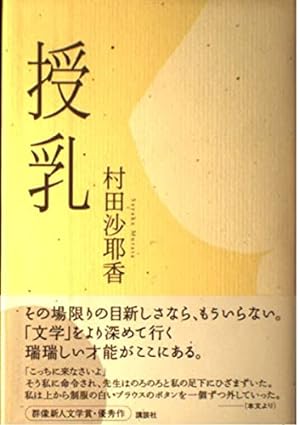 授乳
村田沙耶香
Sayaka Murata
その場限りの目新しさなら、もういらない。
「文学」をより深めて行く
瑞瑞しい才能がここにある。
「こっちに来なさいよ」
そう私に命令され、先生はのろのろと私の足下にひざまずいた。
私は上から制服の白いブラウスのボタンを一個ずつ外していった。
[本文より]
群像新人文学賞・優秀作
講談社